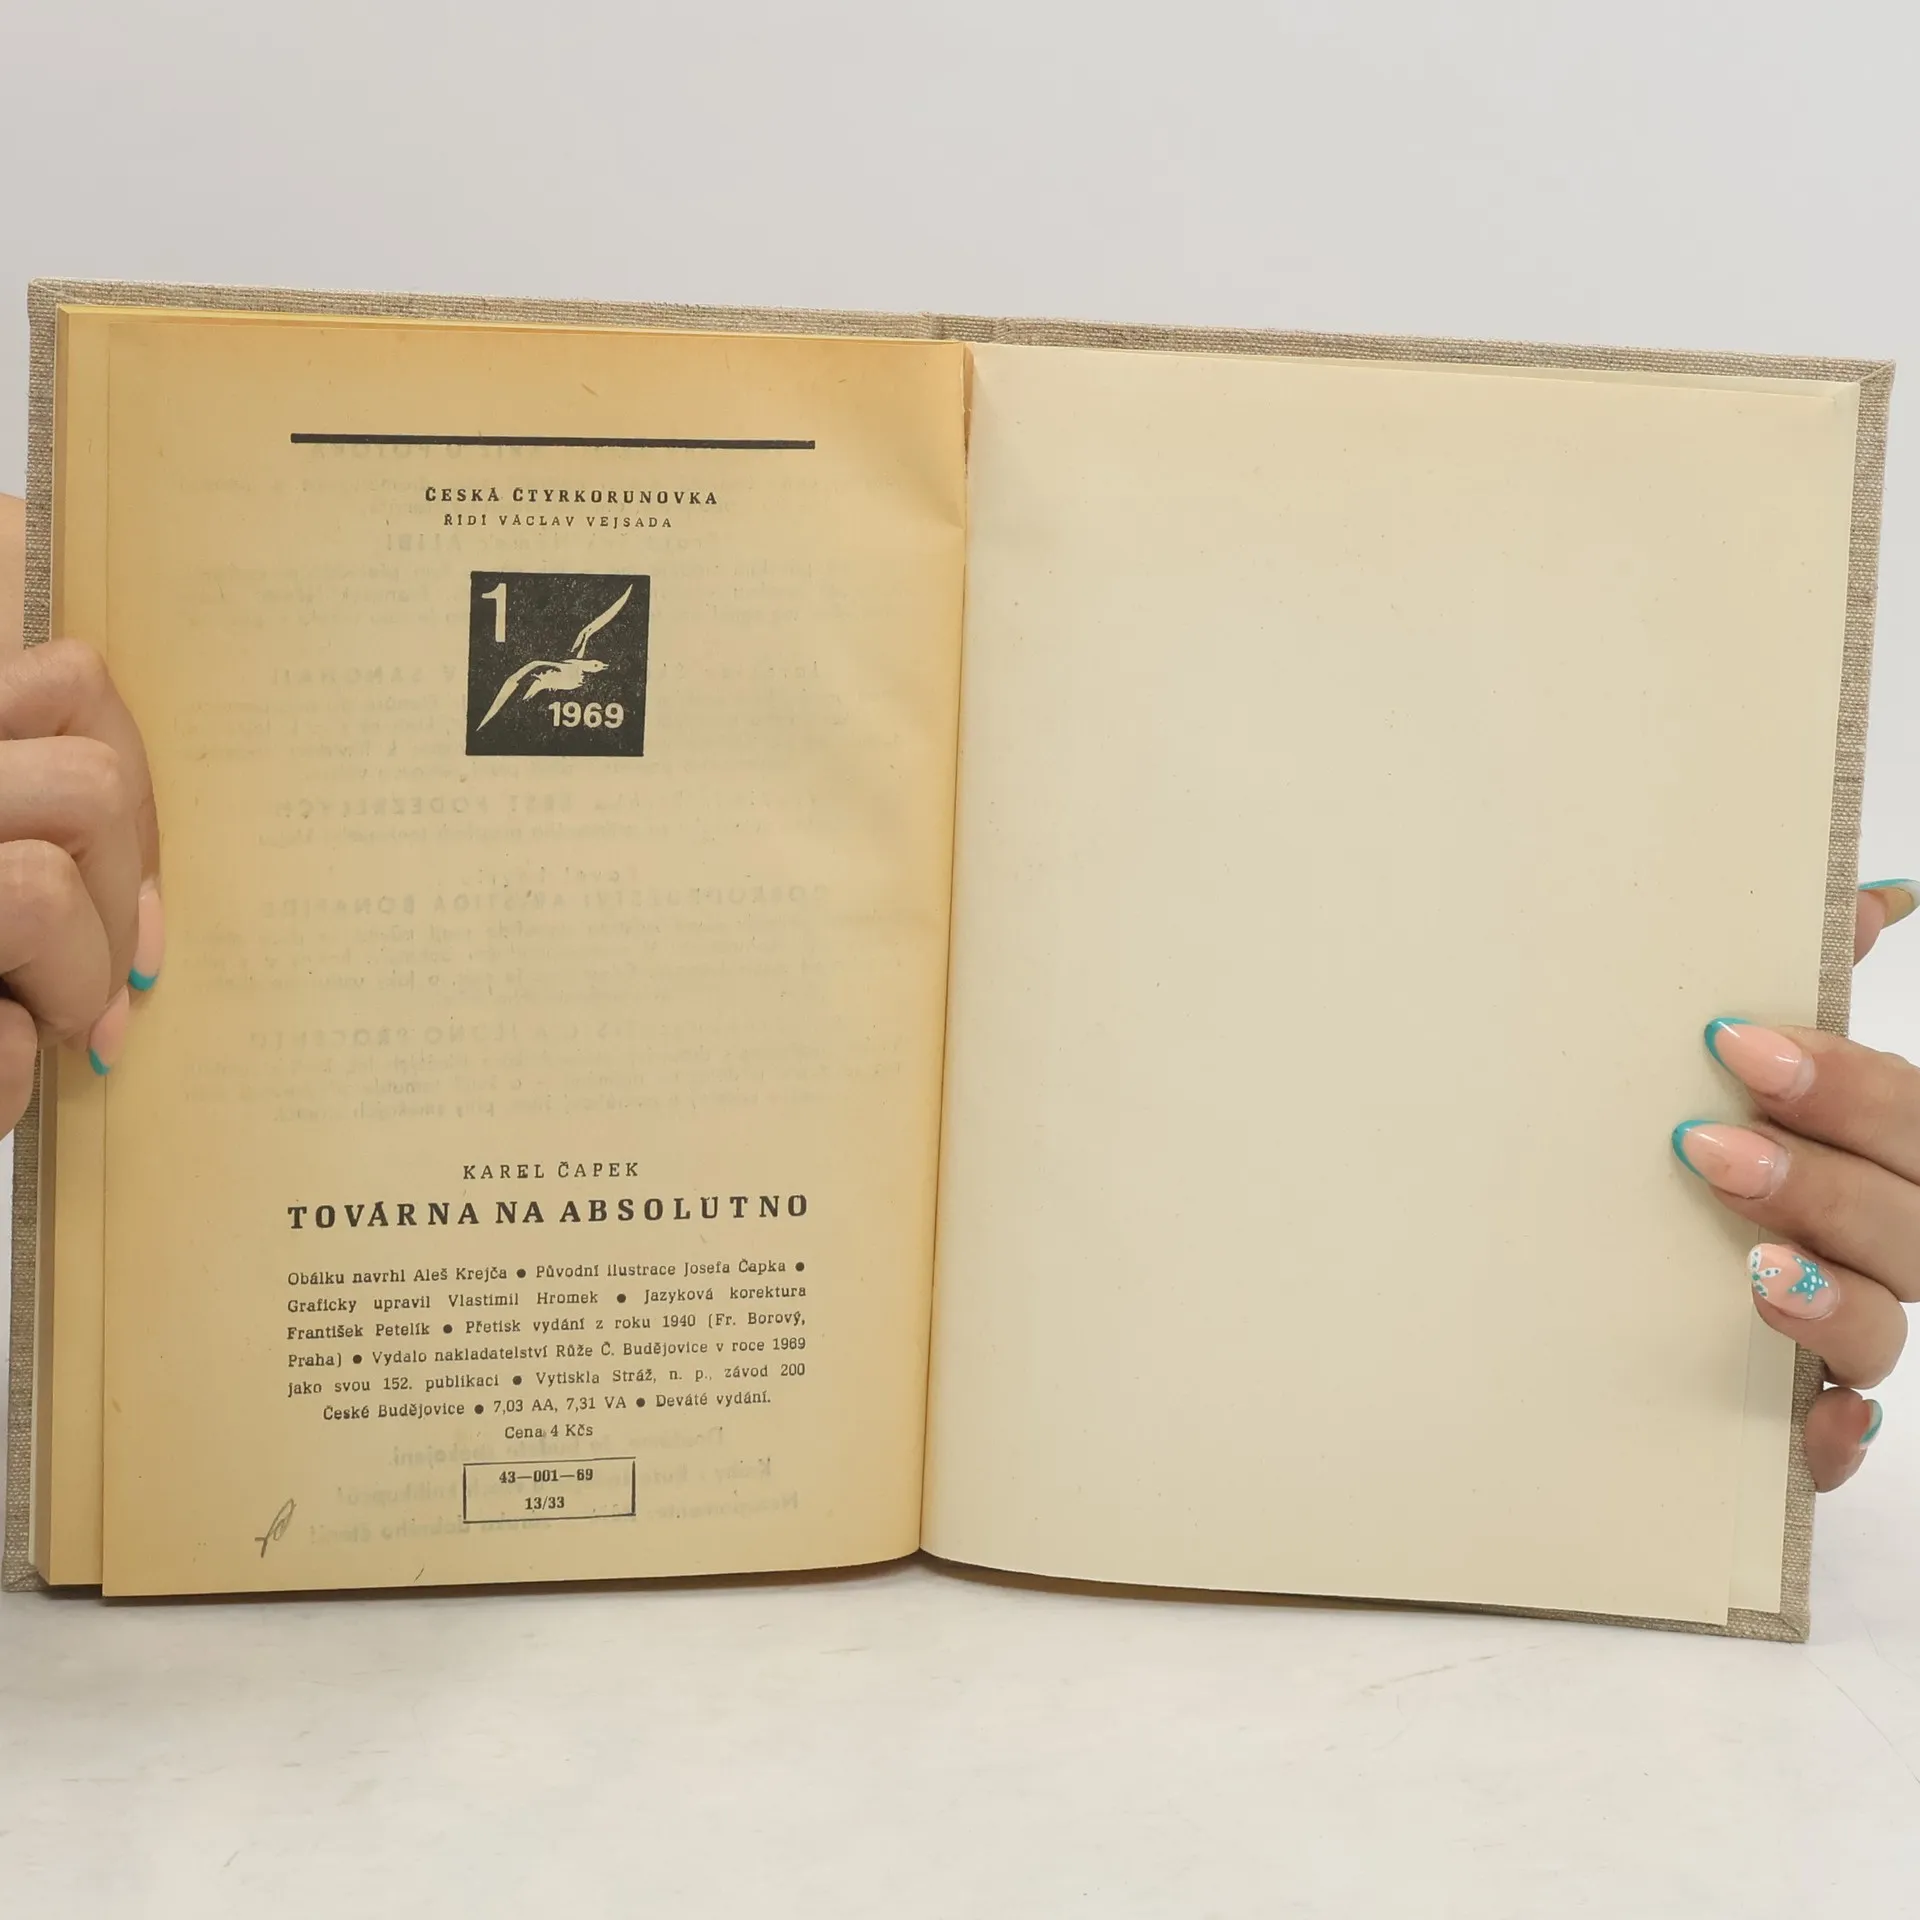 ČESKÁ ČTYRKORUNOVKA
ŘÍDÍ VÁCLAV VEJSADA
1
1969
KAREL ČAPEK
TOVÁRNA NA ABSOLUTNO
Obálku navrhl Aleš Krejča ● Původní ilustrace Josefa Čapka ●
Graficky upravil Vlastimil Hromek ● Jazyková korektura
František Petelík ● Přetisk vydání z roku 1940 (Fr. Borový,
Praha) ● Vydalo nakladatelství Růže Č. Budějovice v roce 1969
jako svou 152. publikaci ● Vytiskla Stráž, n. p., závod 200
České Budějovice ● 7,03 AA, 7,31 VA ● Deváté vydání.
Cena 4 Kčs
43—001—69
13/33